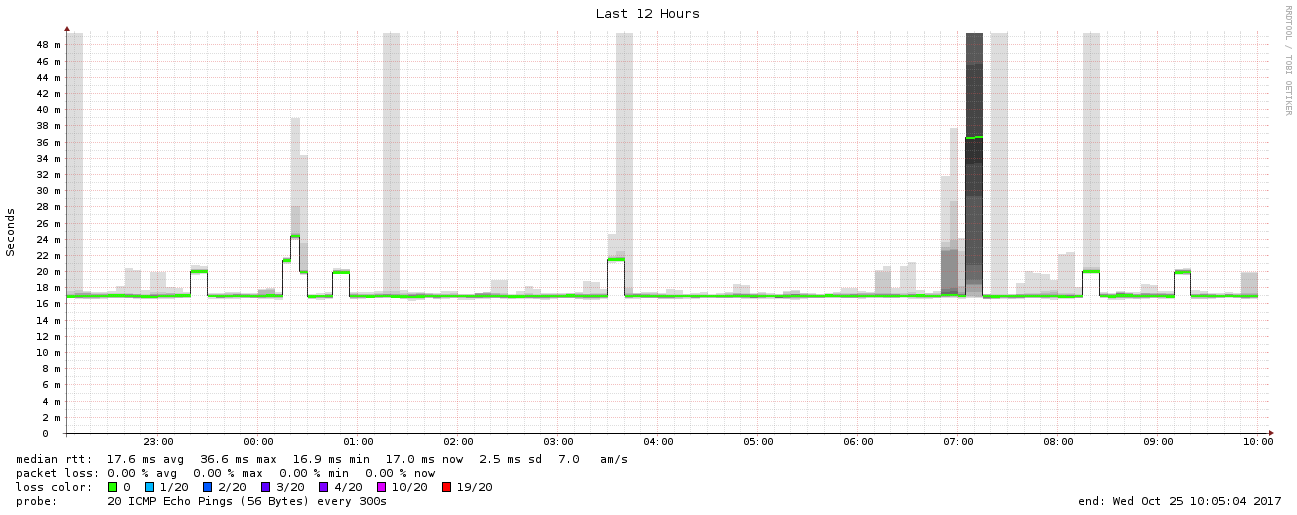 Last 12 Hours
RRDTOOL / TOBI OETIKER
Seconds
48 m
46 m
44 m
42 m
40 m
38 m
36 m
34 m
32 m
30 m
28 m
26 m
24 m
22 m
20 m
18 m
16 m
14 m
12 m
10 m
8 m
6 m
4 m
2 m
0
23:00 00:00 01:00 02:00 03:00 04:00 05:00 06:00 07:00 08:00 09:00 10:00
median rtt: 17.6 ms avg 36.6 ms max 16.9 ms min 17.0 ms now 2.5 ms sd 7.0 am/s
packet loss: 0.00 % avg 0.00 % max 0.00 % min 0.00 % now
loss color: 0 1/20 2/20 3/20 4/20 10/20 19/20
probe: 20 ICMP Echo Pings (56 Bytes) every 300s end: Wed Oct 25 10:05:04 2017